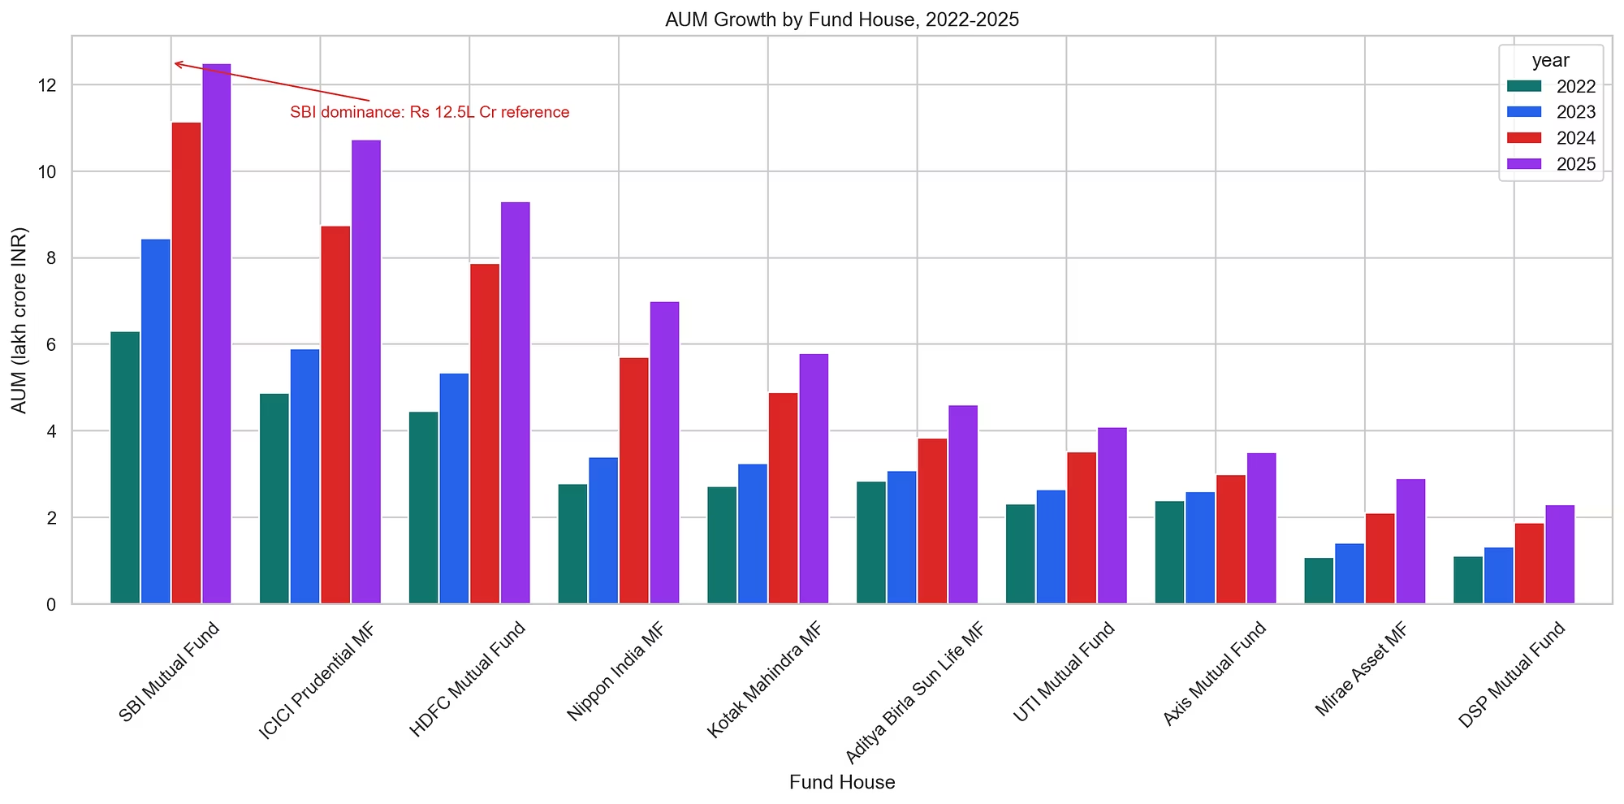 AUM Growth by Fund House, 2022-2025
AUM (lakh crore INR)
12
10
8
6
4
2
0
SBI dominance: Rs 12.5L Cr reference
year
2022
2023
2024
2025
SBI Mutual Fund
ICICI Prudential MF
HDFC Mutual Fund
Nippon India MF
Kotak Mahindra MF
Aditya Birla Sun Life MF
UTI Mutual Fund
Axis Mutual Fund
Mirae Asset MF
DSP Mutual Fund
Fund House